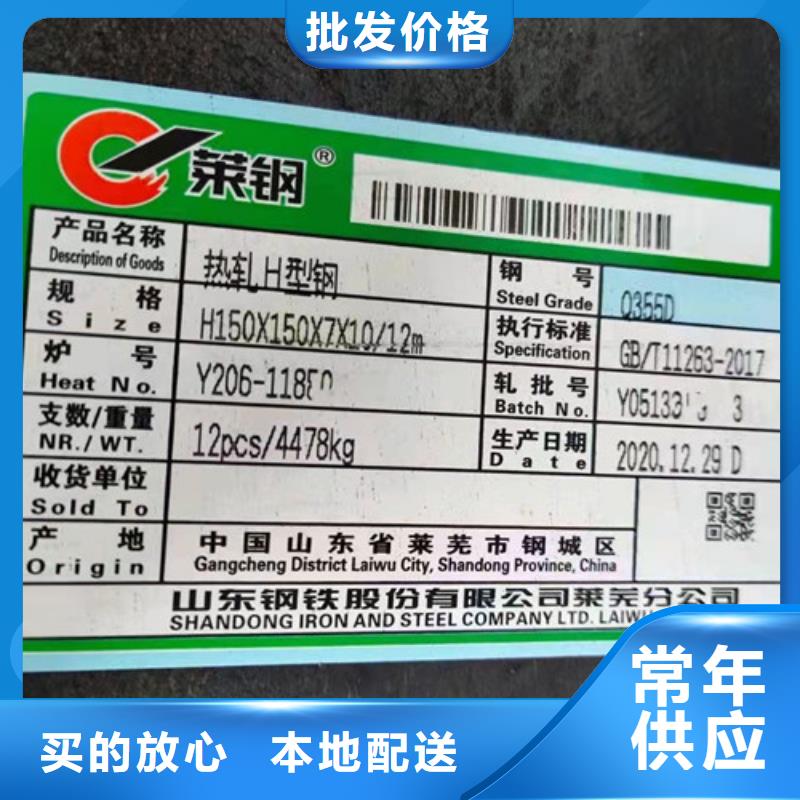 批发价格
莱钢®
产品名称 热轧H型钢 钢号 Q355D
Description of Goods Steel Grade
规格 H150X150X7X10/12m 执行标准 GB/T11263-2017
Size Specification
炉号 Y206-118 轧批号 Y05133
Heat No. Batch No.
支数/重量 12pcs/4478kg 生产日期 2020.12.29 D
NR./WT. Date
收货单位
Sold To
产地 中国山东省莱芜市钢城区
Origin Gangcheng District Laiwu City, Shandong Province, China
山东钢铁股份有限公司莱芜分公司
SHANDONG IRON AND STEEL COMPANY LTD. LAIWU
常年
供应
买的放心 本地配送